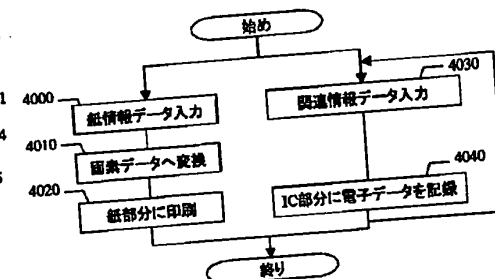 始め
4000
紙情報データ入力
4030
関連情報データ入力
4010
画素データへ変換
4040
IC部分に電子データを記録
4020
紙部分に印刷
終り
1
4